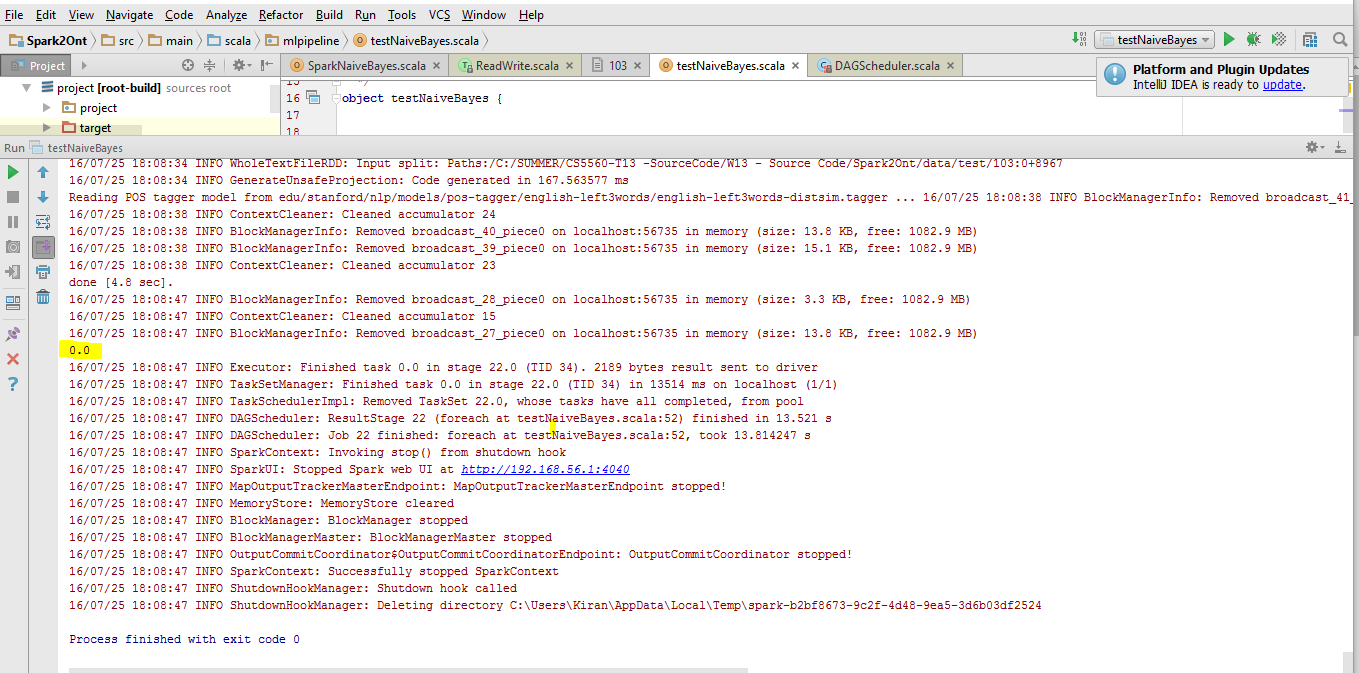 File Edit View Navigate Code Analyze Refactor Build Run Tools VCS Window Help
Spark2Ont src main scala mlpipeline testNaiveBayes.scala testNaiveBayes
Project SparkNaiveBayes.scala ReadWrite.scala 103 testNaiveBayes.scala DAGScheduler.scala
Platform and Plugin Updates
IntelliJ IDEA is ready to update.
project [root-build] sources root
project
target
*/
16 object testNaiveBayes {
17
18
Run testNaiveBayes
16/07/25 18:08:34 INFO WholeTextFileRDD: Input split: Paths:/C:/SUMMER/CS5560-T13 -SourceCode/W13 - Source Code/Spark2Ont/data/test/103:0+8967
16/07/25 18:08:34 INFO GenerateUnsafeProjection: Code generated in 167.563577 ms
Reading POS tagger model from edu/stanford/nlp/models/pos-tagger/english-left3words/english-left3words-distsim.tagger ... 16/07/25 18:08:38 INFO BlockManagerInfo: Removed broadcast_41_
16/07/25 18:08:38 INFO ContextCleaner: Cleaned accumulator 24
16/07/25 18:08:38 INFO BlockManagerInfo: Removed broadcast_40_piece0 on localhost:56735 in memory (size: 13.8 KB, free: 1082.9 MB)
16/07/25 18:08:38 INFO BlockManagerInfo: Removed broadcast_39_piece0 on localhost:56735 in memory (size: 15.1 KB, free: 1082.9 MB)
16/07/25 18:08:38 INFO ContextCleaner: Cleaned accumulator 23
done [4.8 sec].
16/07/25 18:08:47 INFO BlockManagerInfo: Removed broadcast_28_piece0 on localhost:56735 in memory (size: 3.3 KB, free: 1082.9 MB)
16/07/25 18:08:47 INFO ContextCleaner: Cleaned accumulator 15
16/07/25 18:08:47 INFO BlockManagerInfo: Removed broadcast_27_piece0 on localhost:56735 in memory (size: 13.8 KB, free: 1082.9 MB)
0.0
16/07/25 18:08:47 INFO Executor: Finished task 0.0 in stage 22.0 (TID 34). 2189 bytes result sent to driver
16/07/25 18:08:47 INFO TaskSetManager: Finished task 0.0 in stage 22.0 (TID 34) in 13514 ms on localhost (1/1)
16/07/25 18:08:47 INFO TaskSchedulerImpl: Removed TaskSet 22.0, whose tasks have all completed, from pool
16/07/25 18:08:47 INFO DAGScheduler: ResultStage 22 (foreach at testNaiveBayes.scala:52) finished in 13.521 s
16/07/25 18:08:47 INFO DAGScheduler: Job 22 finished: foreach at testNaiveBayes.scala:52, took 13.814247 s
16/07/25 18:08:47 INFO SparkContext: Invoking stop() from shutdown hook
16/07/25 18:08:47 INFO SparkUI: Stopped Spark web UI at http://192.168.56.1:4040
16/07/25 18:08:47 INFO MapOutputTrackerMasterEndpoint: MapOutputTrackerMasterEndpoint stopped!
16/07/25 18:08:47 INFO MemoryStore: MemoryStore cleared
16/07/25 18:08:47 INFO BlockManager: BlockManager stopped
16/07/25 18:08:47 INFO BlockManagerMaster: BlockManagerMaster stopped
16/07/25 18:08:47 INFO OutputCommitCoordinator$OutputCommitCoordinatorEndpoint: OutputCommitCoordinator stopped!
16/07/25 18:08:47 INFO SparkContext: Successfully stopped SparkContext
16/07/25 18:08:47 INFO ShutdownHookManager: Shutdown hook called
16/07/25 18:08:47 INFO ShutdownHookManager: Deleting directory C:\Users\Kiran\AppData\Local\Temp\spark-b2bf8673-9c2f-4d48-9ea5-3d6b03df2524
Process finished with exit code 0